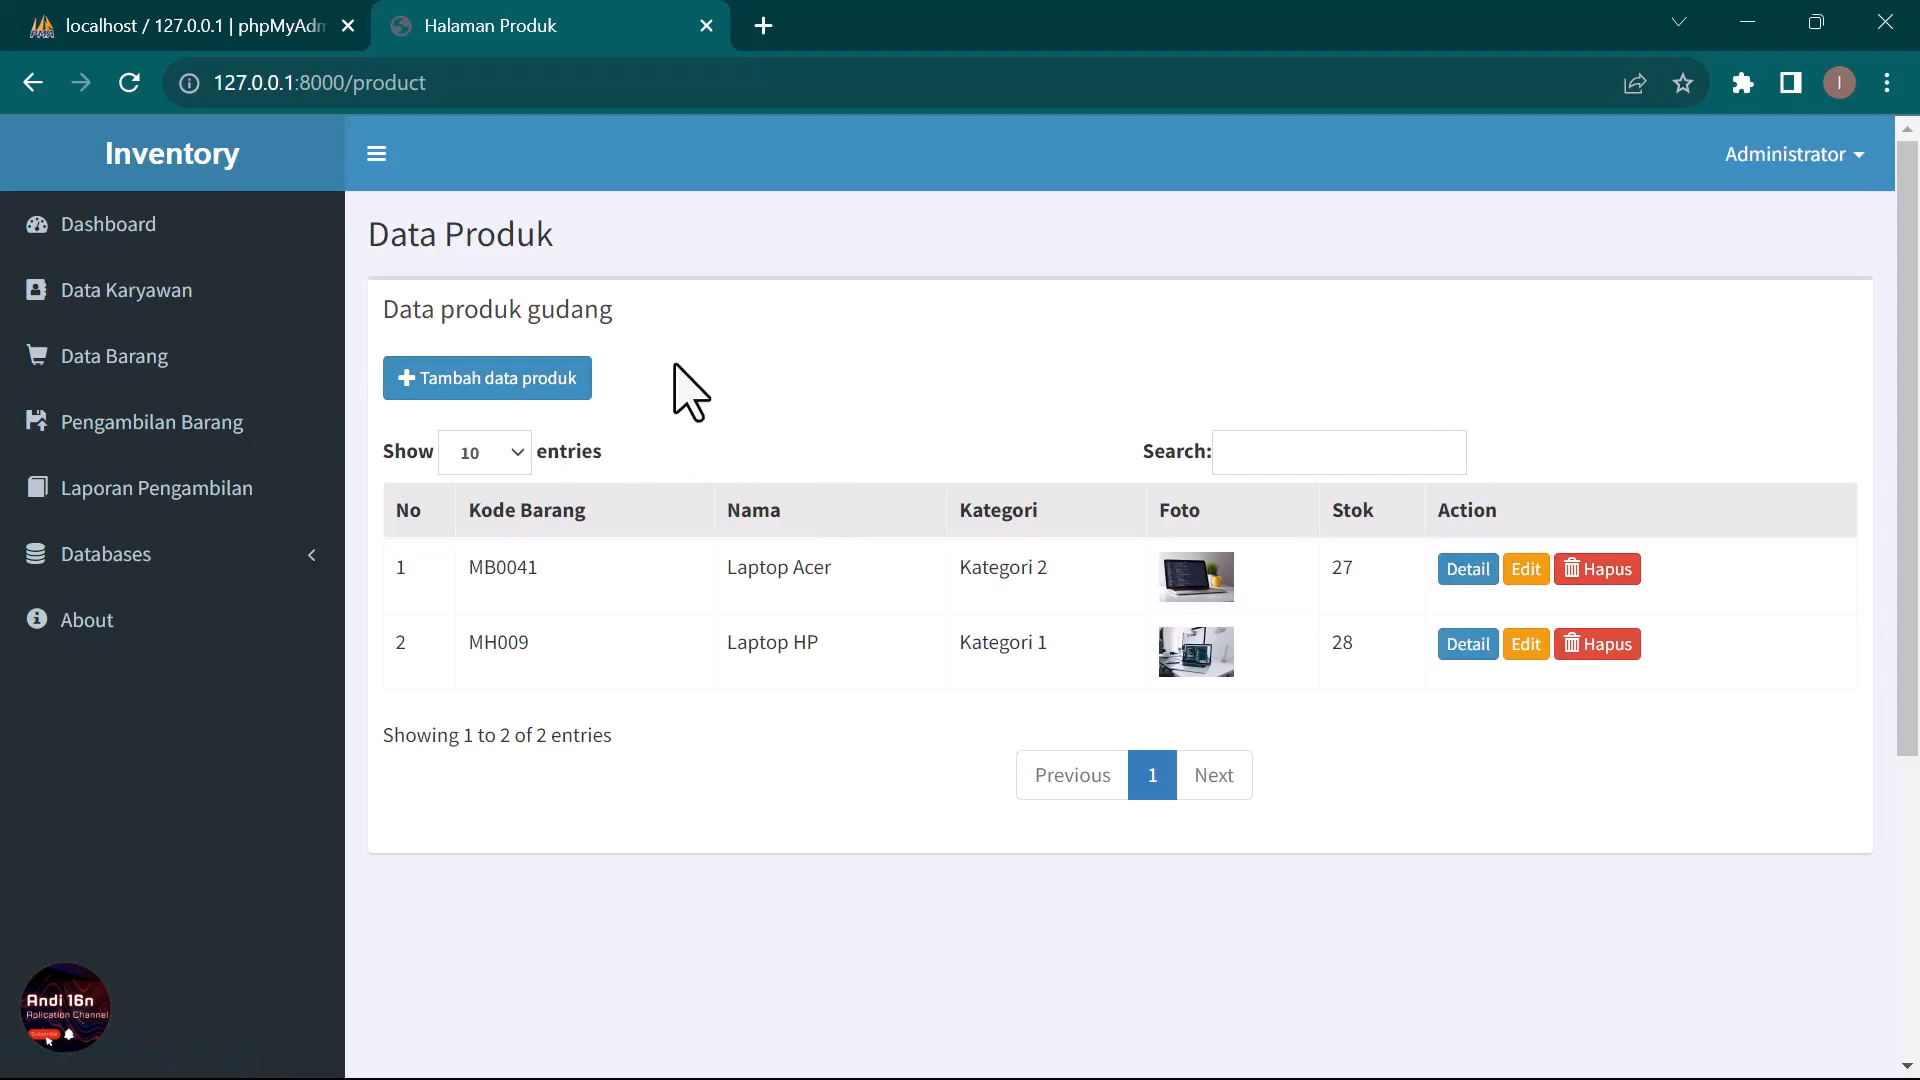 localhost / 127.0.0.1 | phpMyAdm
Halaman Produk
127.0.0.1:8000/product
I
Inventory
Administrator
Dashboard
Data Karyawan
Data Barang
Pengambilan Barang
Laporan Pengambilan
Databases
About
Data Produk
Data produk gudang
Tambah data produk
Show 10 entries
Search:
No Kode Barang Nama Kategori Foto Stok Action
1 MB0041 Laptop Acer Kategori 2 27 Detail Edit Hapus
2 MH009 Laptop HP Kategori 1 28 Detail Edit Hapus
Showing 1 to 2 of 2 entries
Previous 1 Next
Andi 16n
Aplication Channel